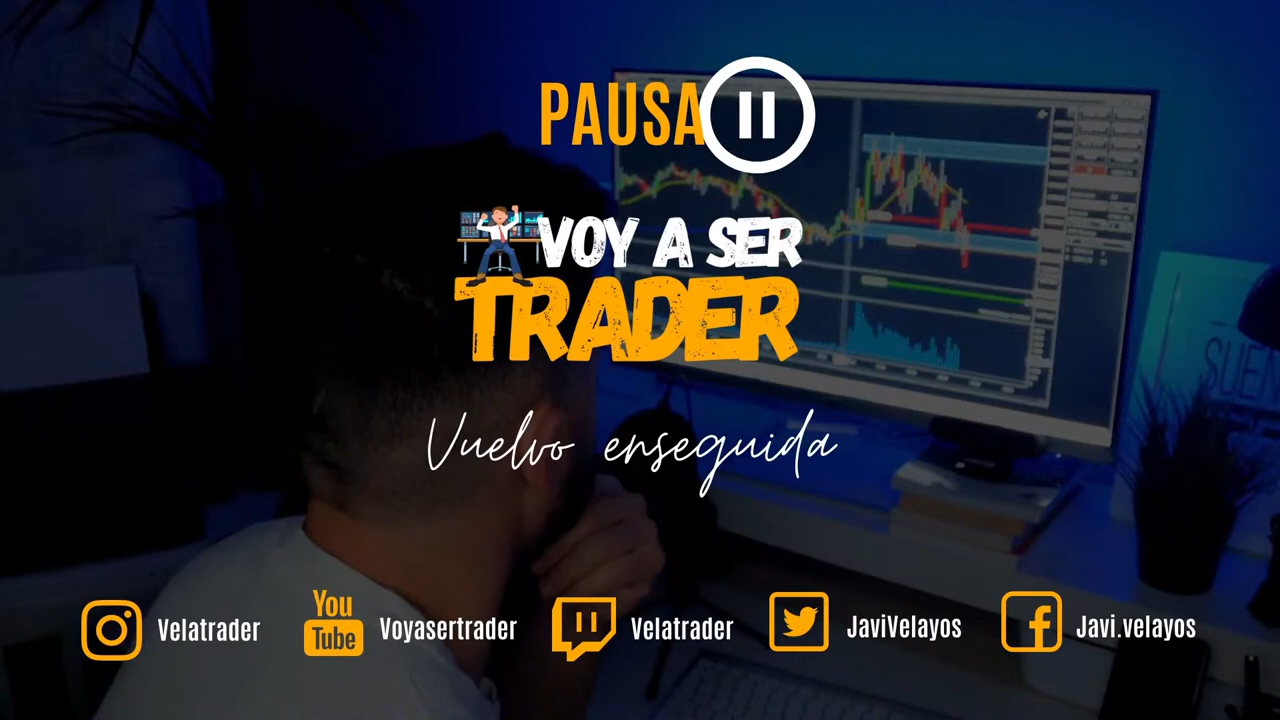 PAUSA
VOY A SER
TRADER
Vuelvo enseguida
Velatrader
You
Tube
Voyasertrader
Velatrader
JaviVelayos
Javi.velayos